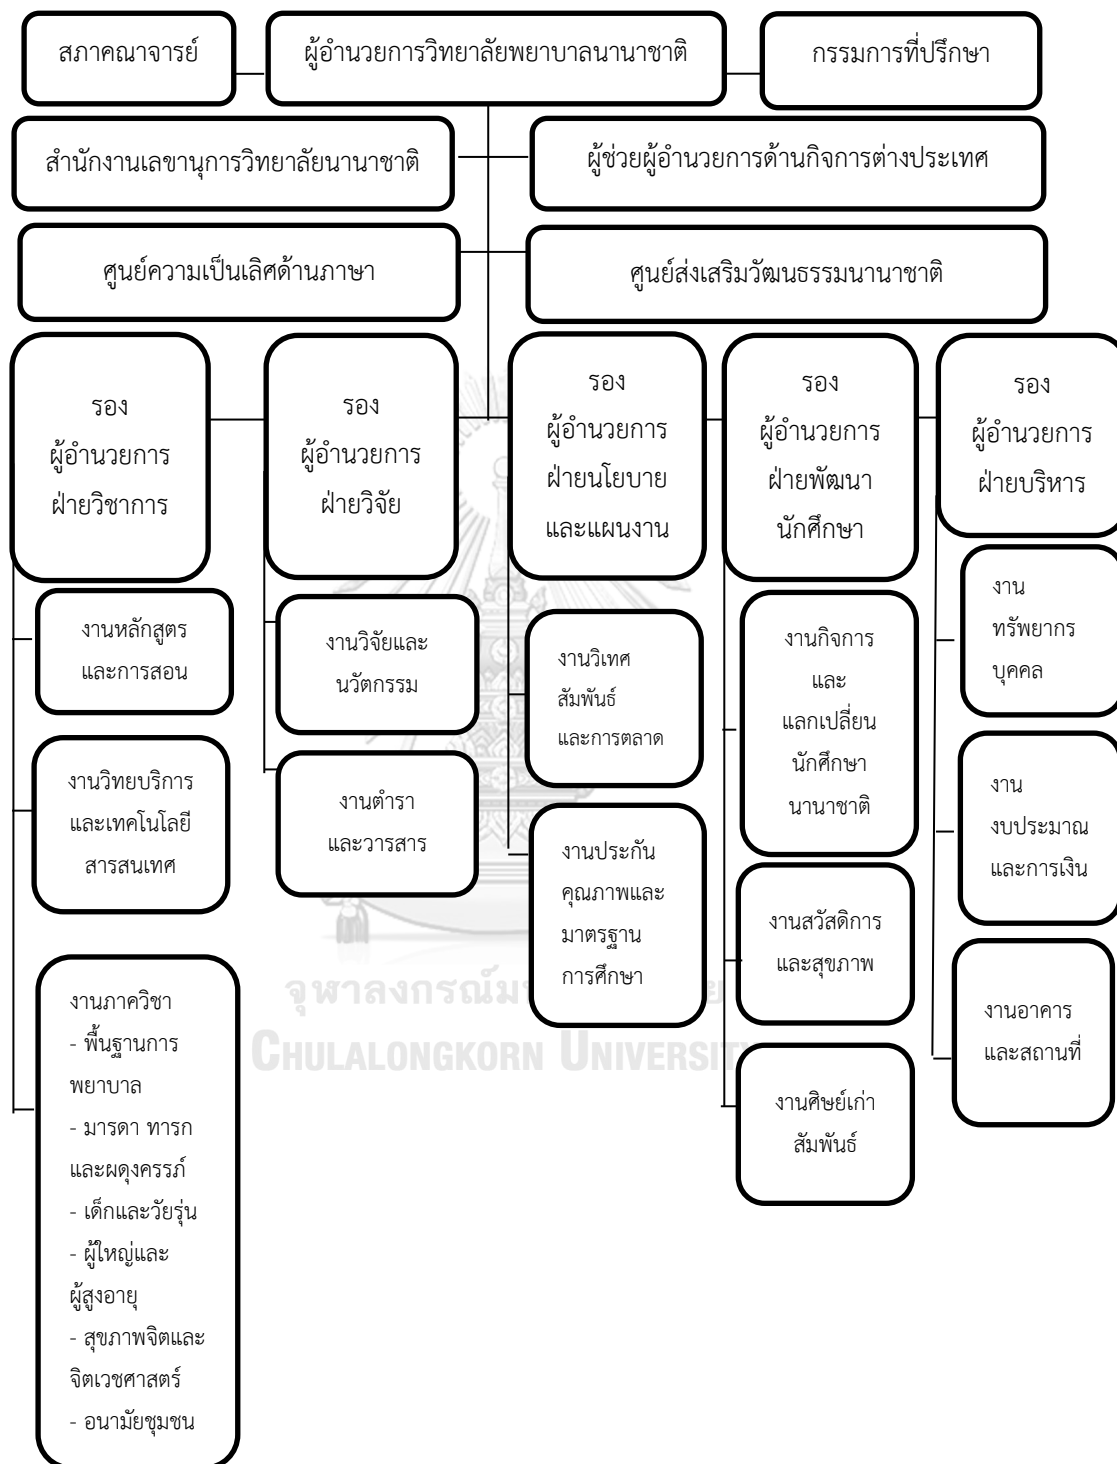 สภาคณาจารย์
ผู้อำนวยการวิทยาลัยพยาบาลนานาชาติ
กรรมการที่ปรึกษา
สำนักงานเลขานุการวิทยาลัยนานาชาติ
ผู้ช่วยผู้อำนวยการด้านกิจการต่างประเทศ
ศูนย์ความเป็นเลิศด้านภาษา
ศูนย์ส่งเสริมวัฒนธรรมนานาชาติ
รอง
ผู้อำนวยการ
ฝ่ายวิชาการ
รอง
ผู้อำนวยการ
ฝ่ายวิจัย
รอง
ผู้อำนวยการ
ฝ่ายนโยบาย
และแผนงาน
รอง
ผู้อำนวยการ
ฝ่ายพัฒนา
นักศึกษา
รอง
ผู้อำนวยการ
ฝ่ายบริหาร
งานหลักสูตร
และการสอน
งานวิทยบริการ
และเทคโนโลยี
สารสนเทศ
งานภาควิชา
- พื้นฐานการ
พยาบาล
- มารดา ทารก
และผดุงครรภ์
- เด็กและวัยรุ่น
- ผู้ใหญ่และ
ผู้สูงอายุ
- สุขภาพจิตและ
จิตเวชศาสตร์
- อนามัยชุมชน
งานวิจัยและ
นวัตกรรม
งานตำรา
และวารสาร
งานวิเทศ
สัมพันธ์
และการตลาด
งานประกัน
คุณภาพและ
มาตรฐาน
การศึกษา
งานกิจการ
และ
แลกเปลี่ยน
นักศึกษา
นานาชาติ
งานสวัสดิการ
และสุขภาพ
งานศิษย์เก่า
สัมพันธ์
งาน
ทรัพยากร
บุคคล
งาน
งบประมาณ
และการเงิน
งานอาคาร
และสถานที่
จุฬาลงกรณ์ม
CHULALONGKORN UNIVERSIT